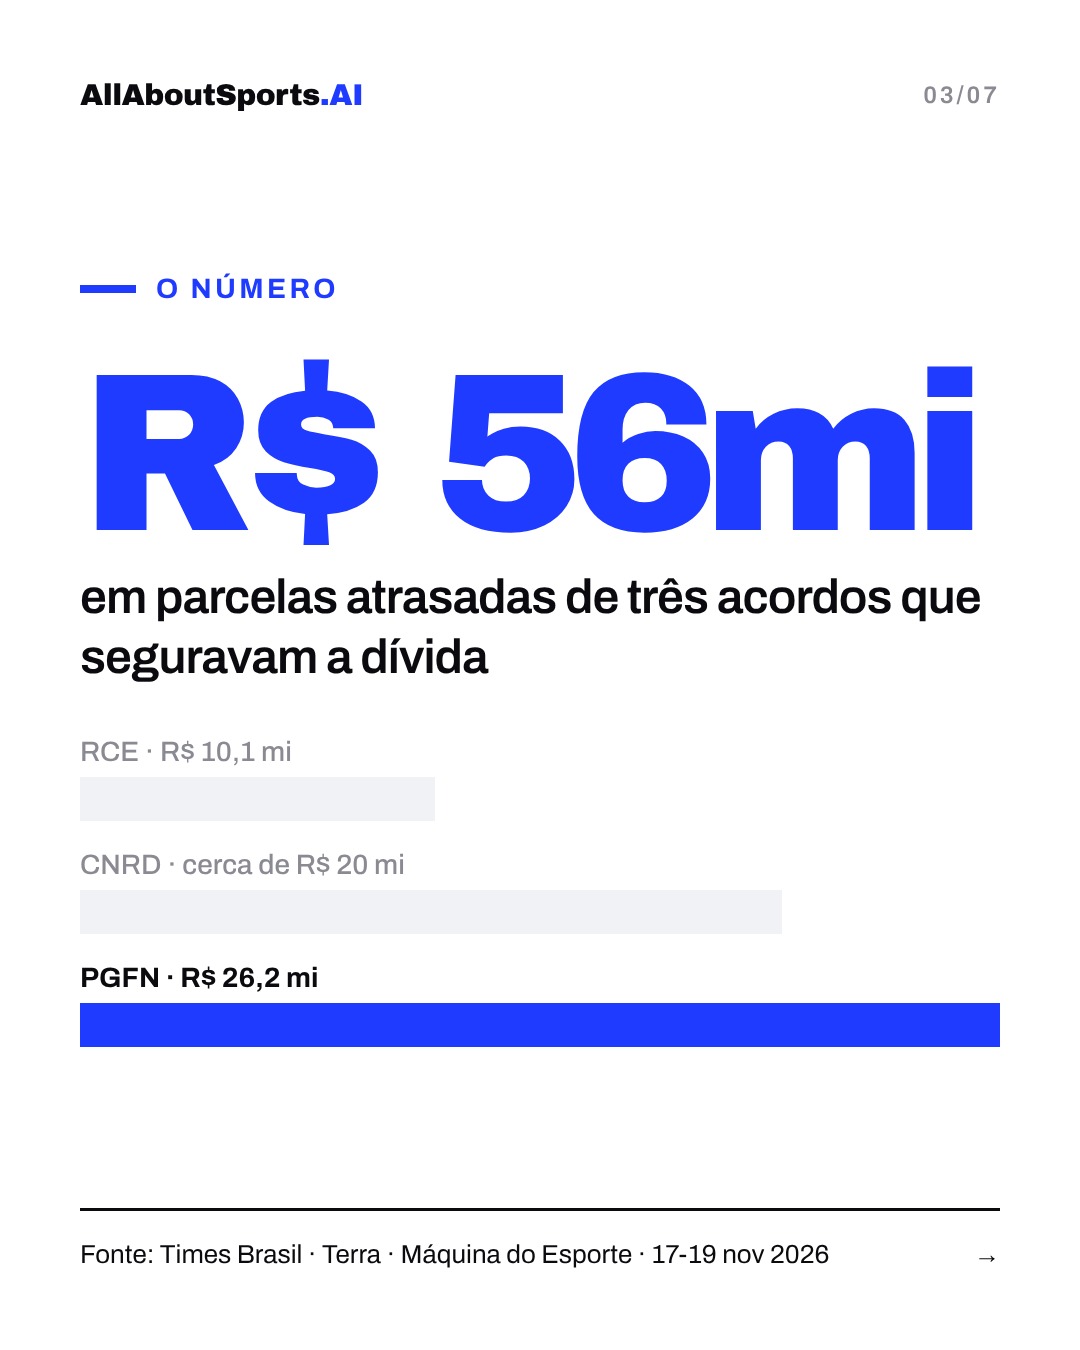 AllAboutSports.AI
03/07
O NÚMERO
R$ 56mi
em parcelas atrasadas de três acordos que
seguravam a dívida
RCE · R$ 10,1 mi
CNRD · cerca de R$ 20 mi
PGFN · R$ 26,2 mi
Fonte: Times Brasil · Terra · Máquina do Esporte · 17-19 nov 2026
→